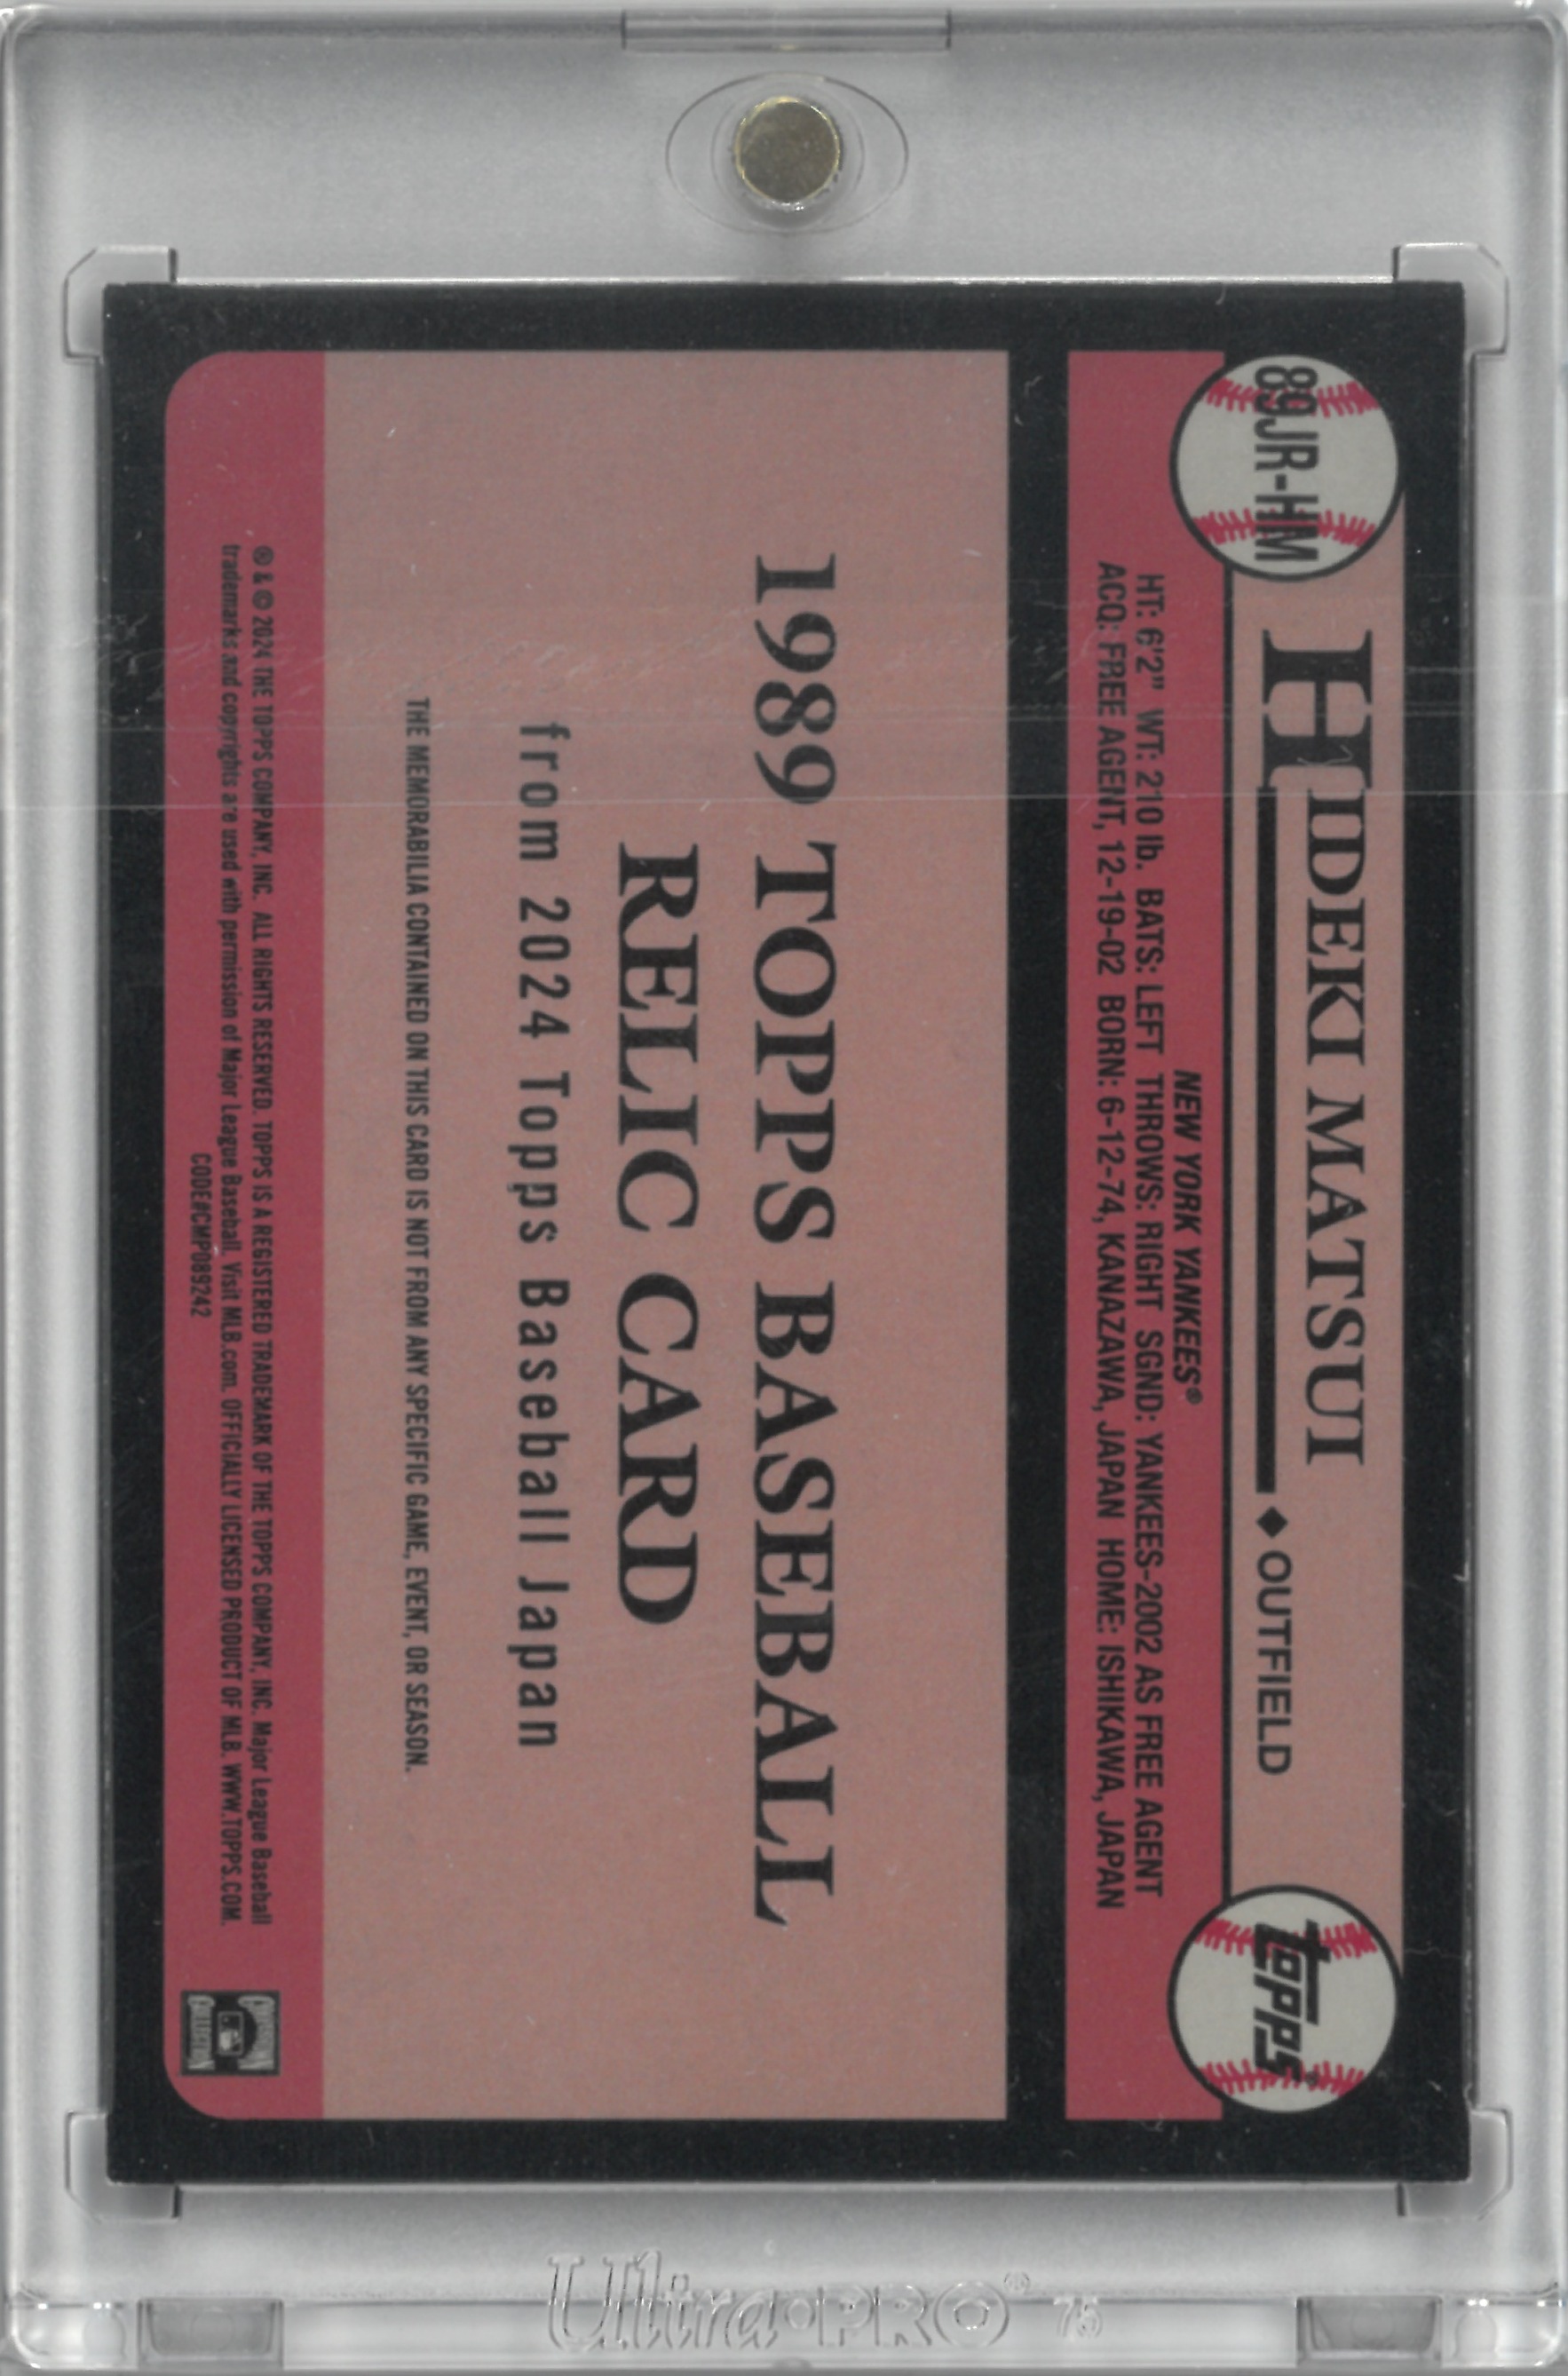 89JR-HM
HIDEKI MATSUI
◆OUTFIELD
topps
NEW YORK YANKEES®
HT: 6'2" WT: 210 lb. BATS: LEFT THROWS: RIGHT SGND: YANKEES-2002 AS FREE AGENT
ACQ: FREE AGENT, 12-19-02 BORN: 6-12-74, KANAZAWA, JAPAN HOME: ISHIKAWA, JAPAN
1989 TOPPS BASEBALL
RELIC CARD
from 2024 Topps Baseball Japan
THE MEMORABILIA CONTAINED ON THIS CARD IS NOT FROM ANY SPECIFIC GAME, EVENT, OR SEASON.
® & © 2024 THE TOPPS COMPANY, INC. ALL RIGHTS RESERVED. TOPPS IS A REGISTERED TRADEMARK OF THE TOPPS COMPANY, INC. Major League Baseball
trademarks and copyrights are used with permission of Major League Baseball. Visit MLB.com. OFFICIALLY LICENSED PRODUCT OF MLB. WWW.TOPPS.COM.
CODE#CMP089242
COOPERSTOWN
COLLECTION
Ultra·PRO® 75